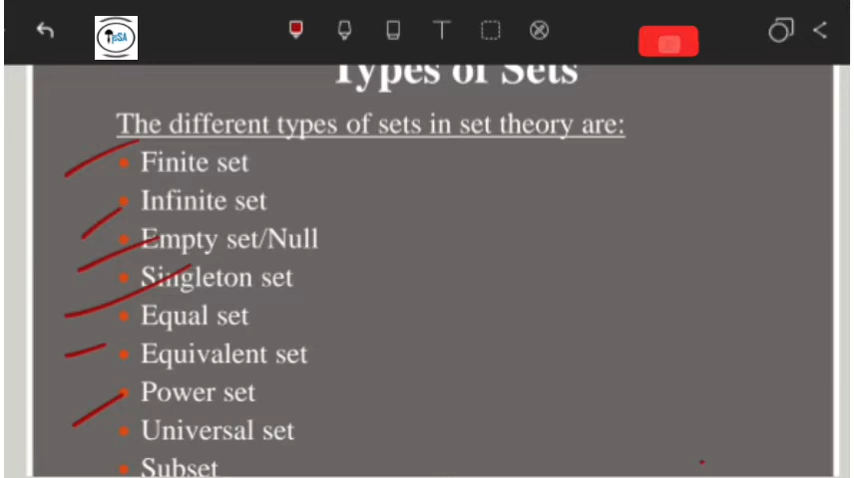 TPSA
T
Types of Sets
The different types of sets in set theory are:
• Finite set
• Infinite set
• Empty set/Null
• Singleton set
• Equal set
• Equivalent set
• Power set
• Universal set
• Subset